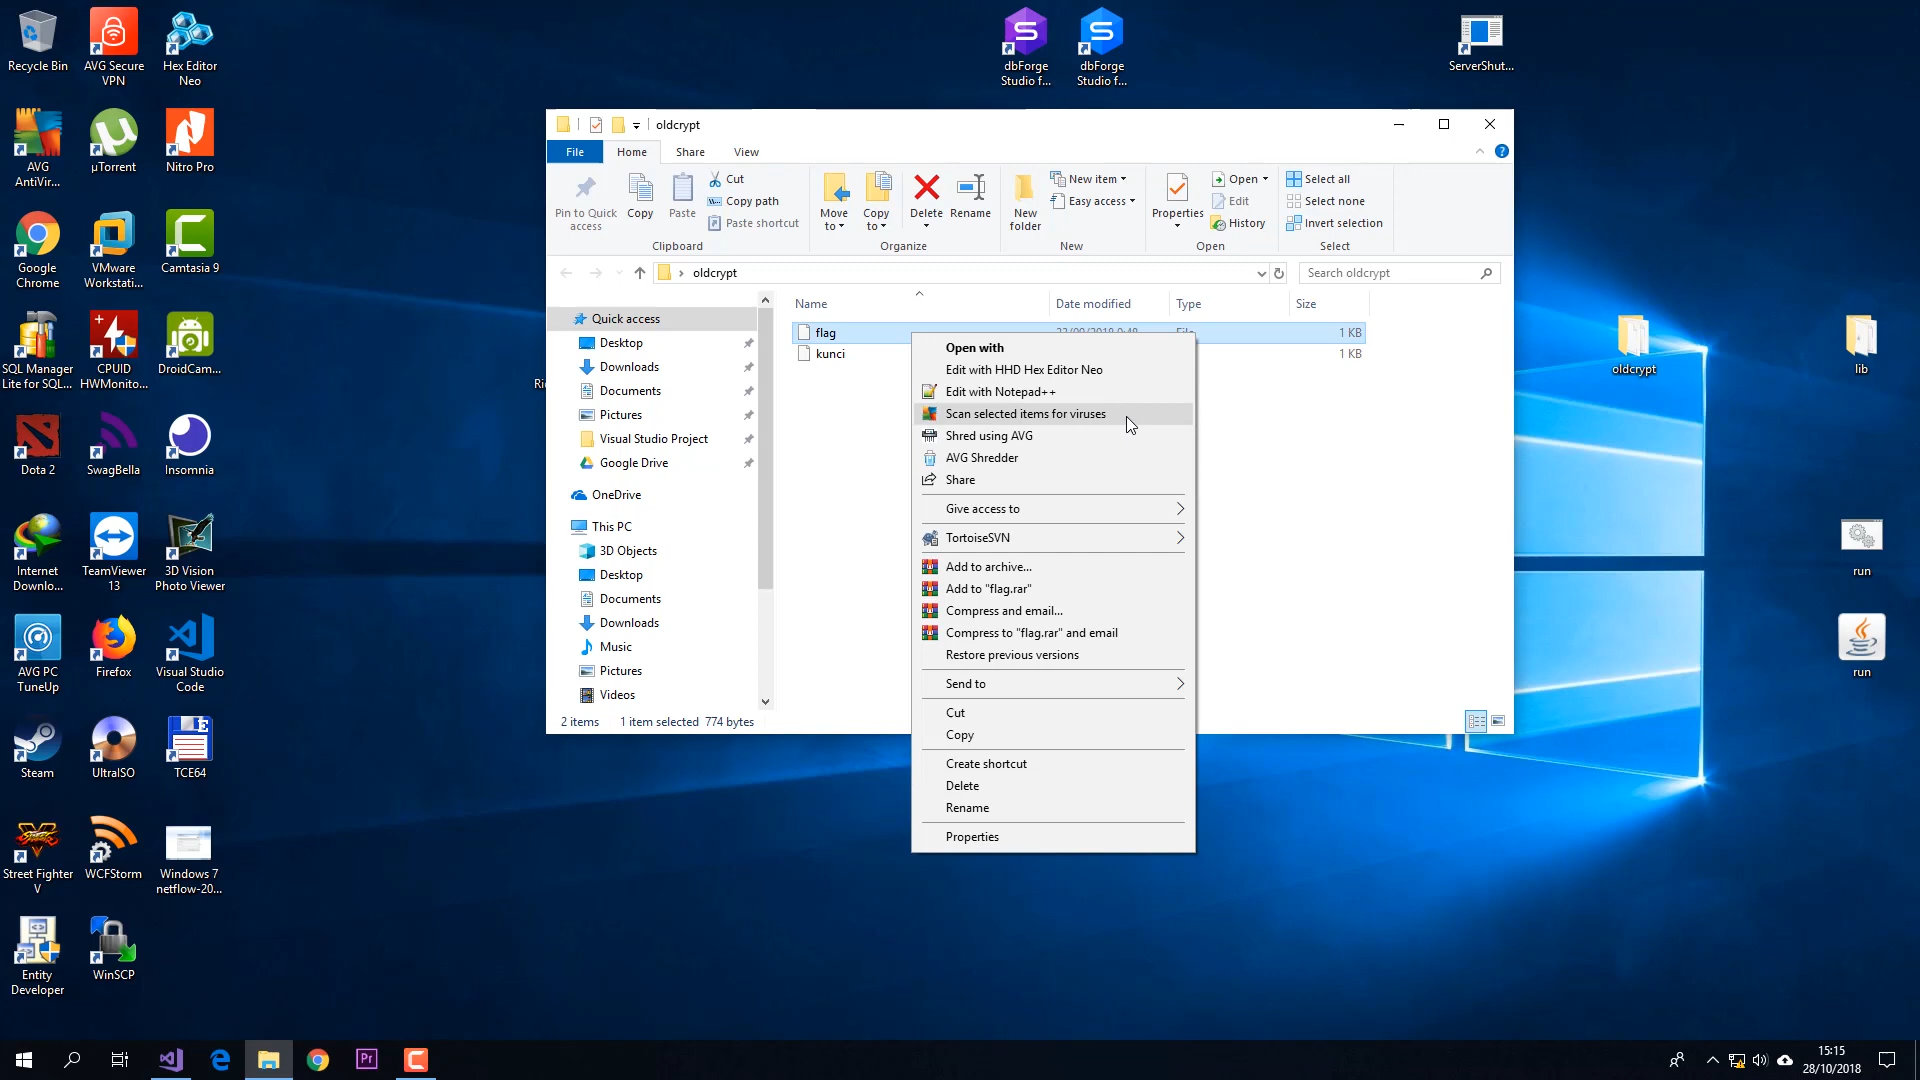 Recycle Bin
AVG Secure
VPN
Hex Editor
Neo
dbForge
Studio f...
dbForge
Studio f...
ServerShut...
AVG
AntiVir...
µTorrent
Nitro Pro
Google
Chrome
VMware
Workstati...
Camtasia 9
SQL Manager
Lite for SQL...
CPUID
HWMonito...
DroidCam...
Dota 2
SwagBella
Insomnia
Internet
Downlo...
TeamViewer
13
3D Vision
Photo Viewer
AVG PC
TuneUp
Firefox
Visual Studio
Code
Steam
UltraISO
TCE64
Street Fighter
V
WCFStorm
Windows 7
netflow-20...
Entity
Developer
WinSCP
oldcrypt
File
Home
Share
View
Pin to Quick
access
Copy
Paste
Cut
Copy path
Paste shortcut
Clipboard
Move
to
Copy
to
Delete
Rename
Organize
New
folder
New item
Easy access
New
Properties
Open
Edit
History
Open
Select all
Select none
Invert selection
Select
oldcrypt
Search oldcrypt
Quick access
Desktop
Downloads
Documents
Pictures
Visual Studio Project
Google Drive
OneDrive
This PC
3D Objects
Desktop
Documents
Downloads
Music
Pictures
Videos
Name
Date modified
Type
Size
flag
1 KB
kunci
1 KB
Open with
Edit with HHD Hex Editor Neo
Edit with Notepad++
Scan selected items for viruses
Shred using AVG
AVG Shredder
Share
Give access to
TortoiseSVN
Add to archive...
Add to "flag.rar"
Compress and email...
Compress to "flag.rar" and email
Restore previous versions
Send to
Cut
Copy
Create shortcut
Delete
Rename
Properties
2 items
1 item selected 774 bytes
oldcrypt
lib
run
run
Pr
15:15
28/10/2018